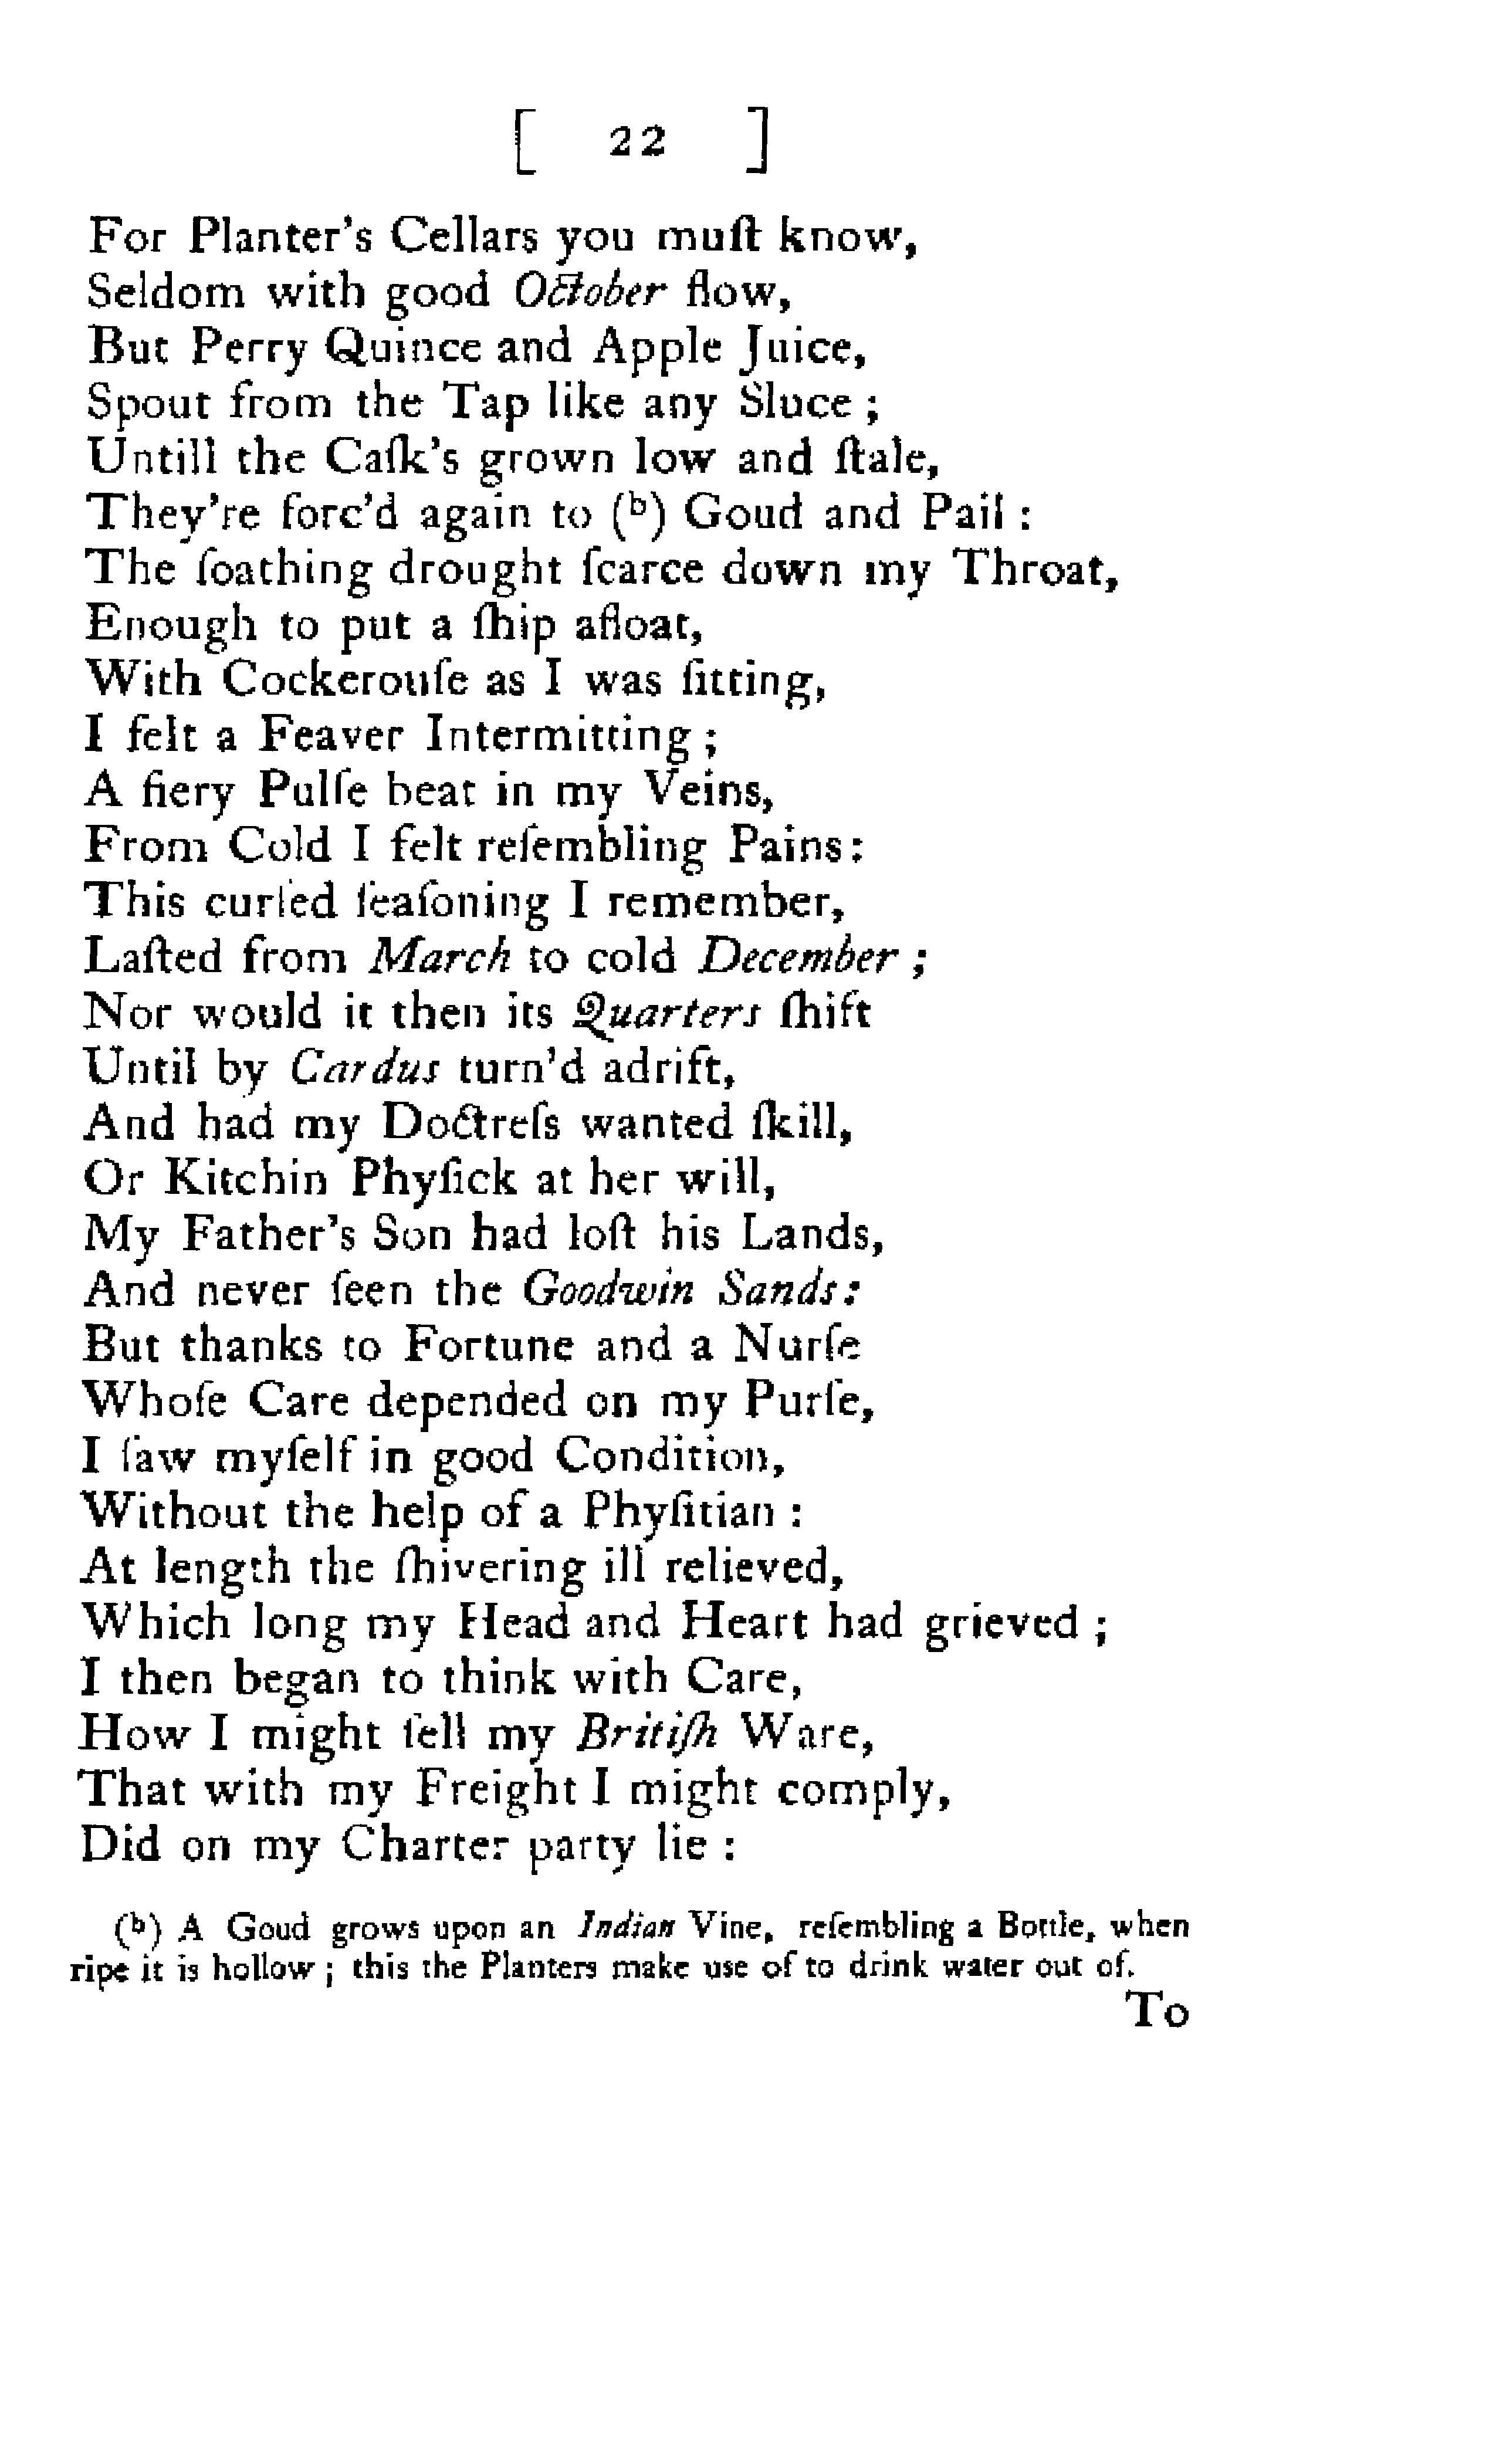 [ 22 ]
For Planter's Cellars you muſt know,
Seldom with good October flow,
But Perry Quince and Apple Juice,
Spout from the Tap like any Sluce ;
Untill the Caſk's grown low and ſtale,
They're forc'd again to (b) Goud and Pail :
The ſoathing drought ſcarce down my Throat,
Enough to put a ſhip afloat,
With Cockerouſe as I was ſitting,
I felt a Feaver Intermitting ;
A fiery Pulſe beat in my Veins,
From Cold I felt reſembling Pains:
This curſed ſeaſoning I remember,
Laſted from March to cold December ;
Nor would it then its Quarters ſhift
Until by Cardus turn'd adrift,
And had my Doctreſs wanted ſkill,
Or Kitchin Phyſick at her will,
My Father's Son had loſt his Lands,
And never ſeen the Goodwin Sands:
But thanks to Fortune and a Nurſe
Whoſe Care depended on my Purſe,
I ſaw myſelf in good Condition,
Without the help of a Phyſitian :
At length the ſhivering ill relieved,
Which long my Head and Heart had grieved ;
I then began to think with Care,
How I might ſell my Britiſh Ware,
That with my Freight I might comply,
Did on my Charter party lie :
(b) A Goud grows upon an Indian Vine, reſembling a Bottle, when
ripe it is hollow ; this the Planters make use of to drink water out of.
To